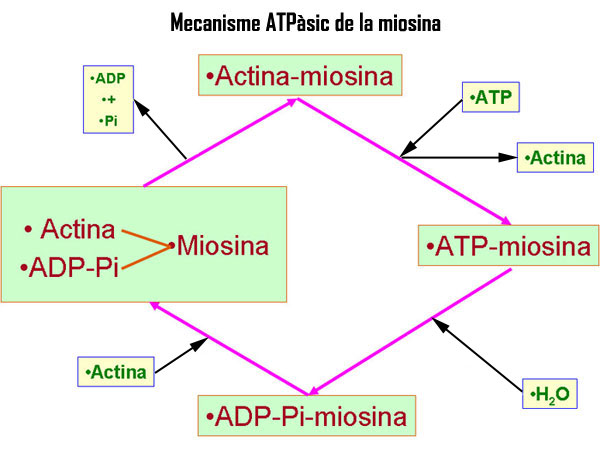 Mecanisme ATPàsic de la miosina
•Actina-miosina
•ADP
•+
•Pi
•ATP
•Actina
• Actina
•ADP-Pi
•Miosina
•ATP-miosina
•Actina
•H₂O
•ADP-Pi-miosina